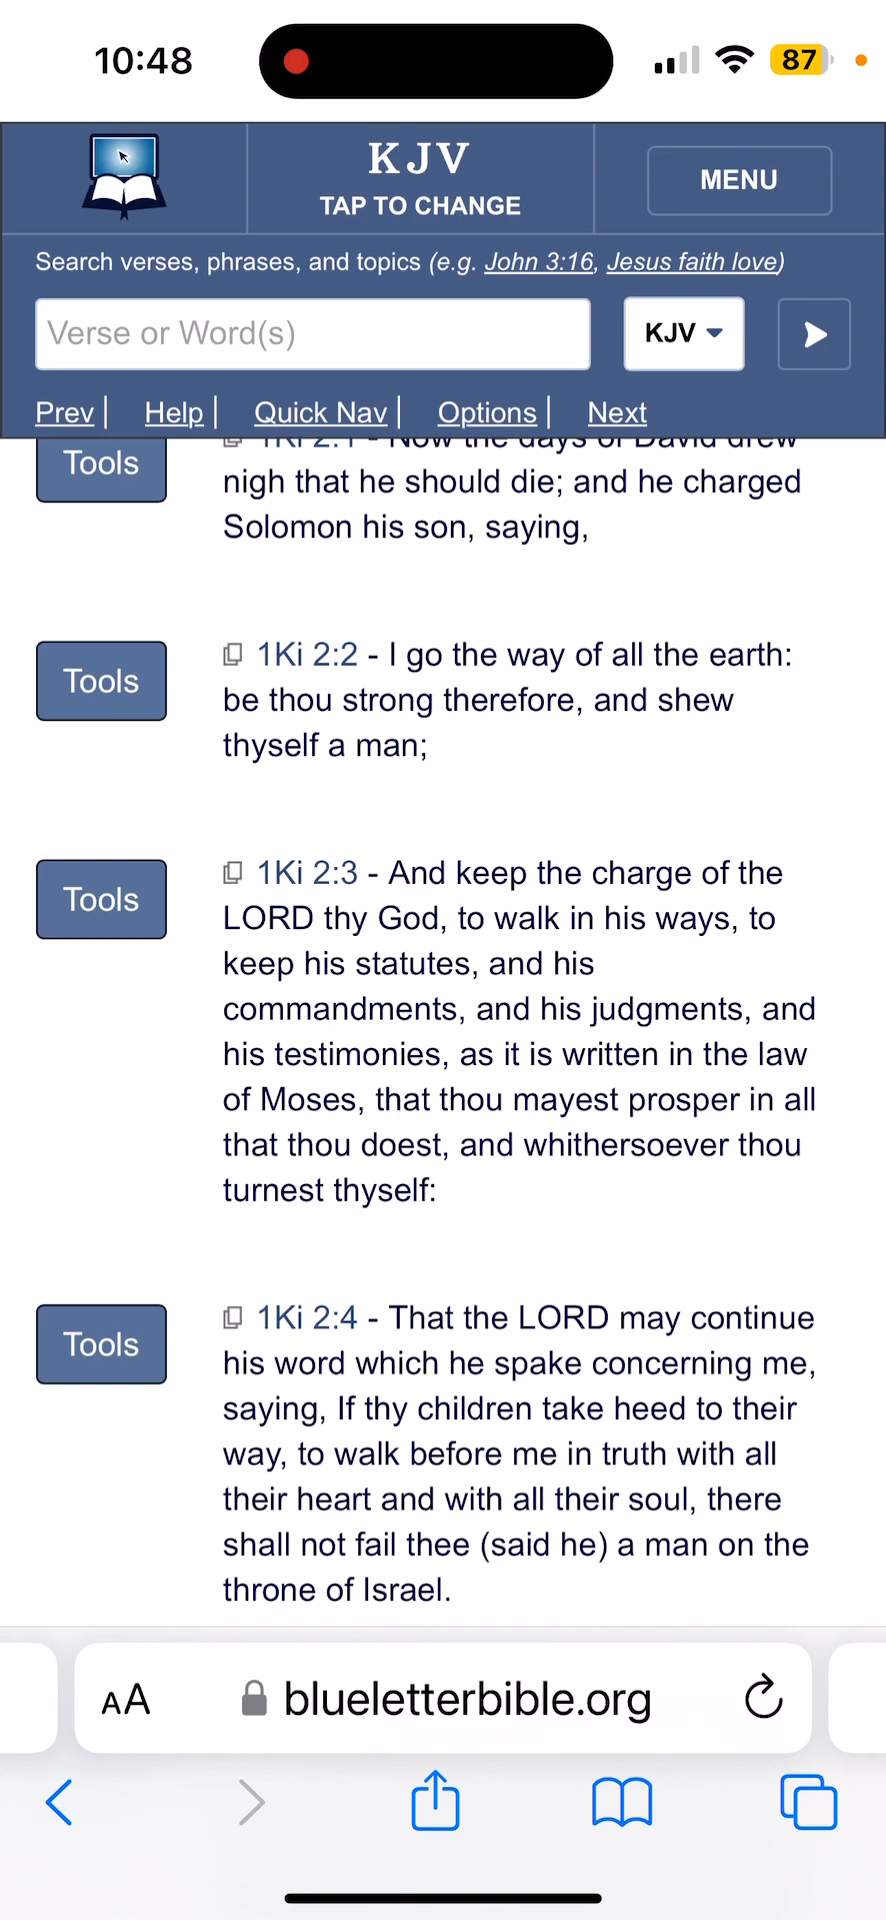 10:48
87
KJV
TAP TO CHANGE
MENU
Search verses, phrases, and topics (e.g. John 3:16, Jesus faith love)
Verse or Word(s)
KJV
Prev | Help | Quick Nav | Options | Next
Tools
1Ki 2:1 - Now the days of David drew
nigh that he should die; and he charged
Solomon his son, saying,
Tools
1Ki 2:2 - I go the way of all the earth:
be thou strong therefore, and shew
thyself a man;
Tools
1Ki 2:3 - And keep the charge of the
LORD thy God, to walk in his ways, to
keep his statutes, and his
commandments, and his judgments, and
his testimonies, as it is written in the law
of Moses, that thou mayest prosper in all
that thou doest, and whithersoever thou
turnest thyself:
Tools
1Ki 2:4 - That the LORD may continue
his word which he spake concerning me,
saying, If thy children take heed to their
way, to walk before me in truth with all
their heart and with all their soul, there
shall not fail thee (said he) a man on the
throne of Israel.
AA
blueletterbible.org